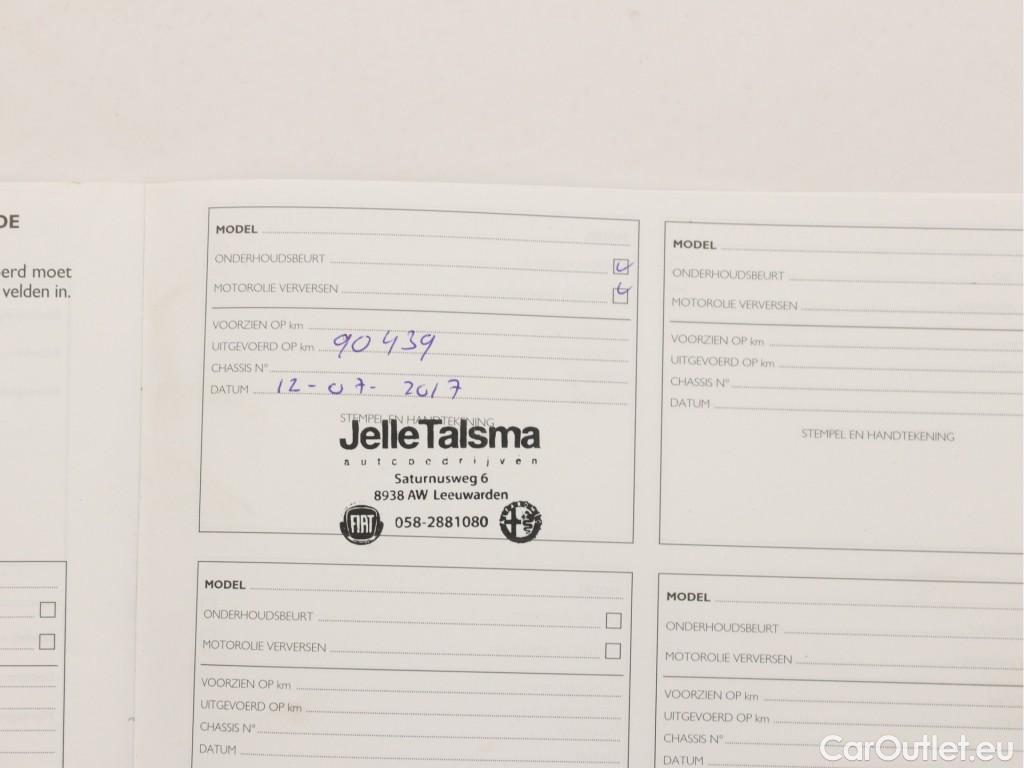 DE
erd moet
velden in.
MODEL
ONDERHOUDSBEURT
MOTOROLIE VERVERSEN
VOORZIEN OP km
UITGEVOERD OP km 90 439
CHASSIS N°
DATUM 12-07-2017
STEMPEL EN HANDTEKENING
JelleTalsma
autobedrijven
Saturnusweg 6
8938 AW Leeuwarden
FIAT 058-2881080
MODEL
ONDERHOUDSBEURT
MOTOROLIE VERVERSEN
VOORZIEN OP km
UITGEVOERD OP km
CHASSIS N°
DATUM
STEMPEL EN HANDTEKENING
MODEL
ONDERHOUDSBEURT
MOTOROLIE VERVERSEN
VOORZIEN OP km
UITGEVOERD OP km
CHASSIS N°
DATUM
MODEL
ONDERHOUDSBEURT
MOTOROLIE VERVERSEN
VOORZIEN OP km
UITGEVOERD OP km
CHASSIS N°
DATUM
CarOutlet.eu